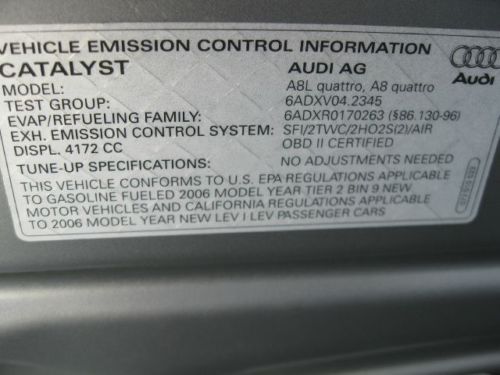 VEHICLE EMISSION CONTROL INFORMATION
CATALYST AUDI AG Audi
MODEL: A8L quattro, A8 quattro
TEST GROUP: 6ADXV04.2345
EVAP/REFUELING FAMILY: 6ADXR0170263 (§86.130-96)
EXH. EMISSION CONTROL SYSTEM: SFI/2TWC/2HO2S(2)/AIR
DISPL. 4172 CC OBD II CERTIFIED
TUNE-UP SPECIFICATIONS: NO ADJUSTMENTS NEEDED
THIS VEHICLE CONFORMS TO U.S. EPA REGULATIONS APPLICABLE
TO GASOLINE FUELED 2006 MODEL YEAR TIER 2 BIN 9 NEW
MOTOR VEHICLES AND CALIFORNIA REGULATIONS APPLICABLE
TO 2006 MODEL YEAR NEW LEV I LEV PASSENGER CARS